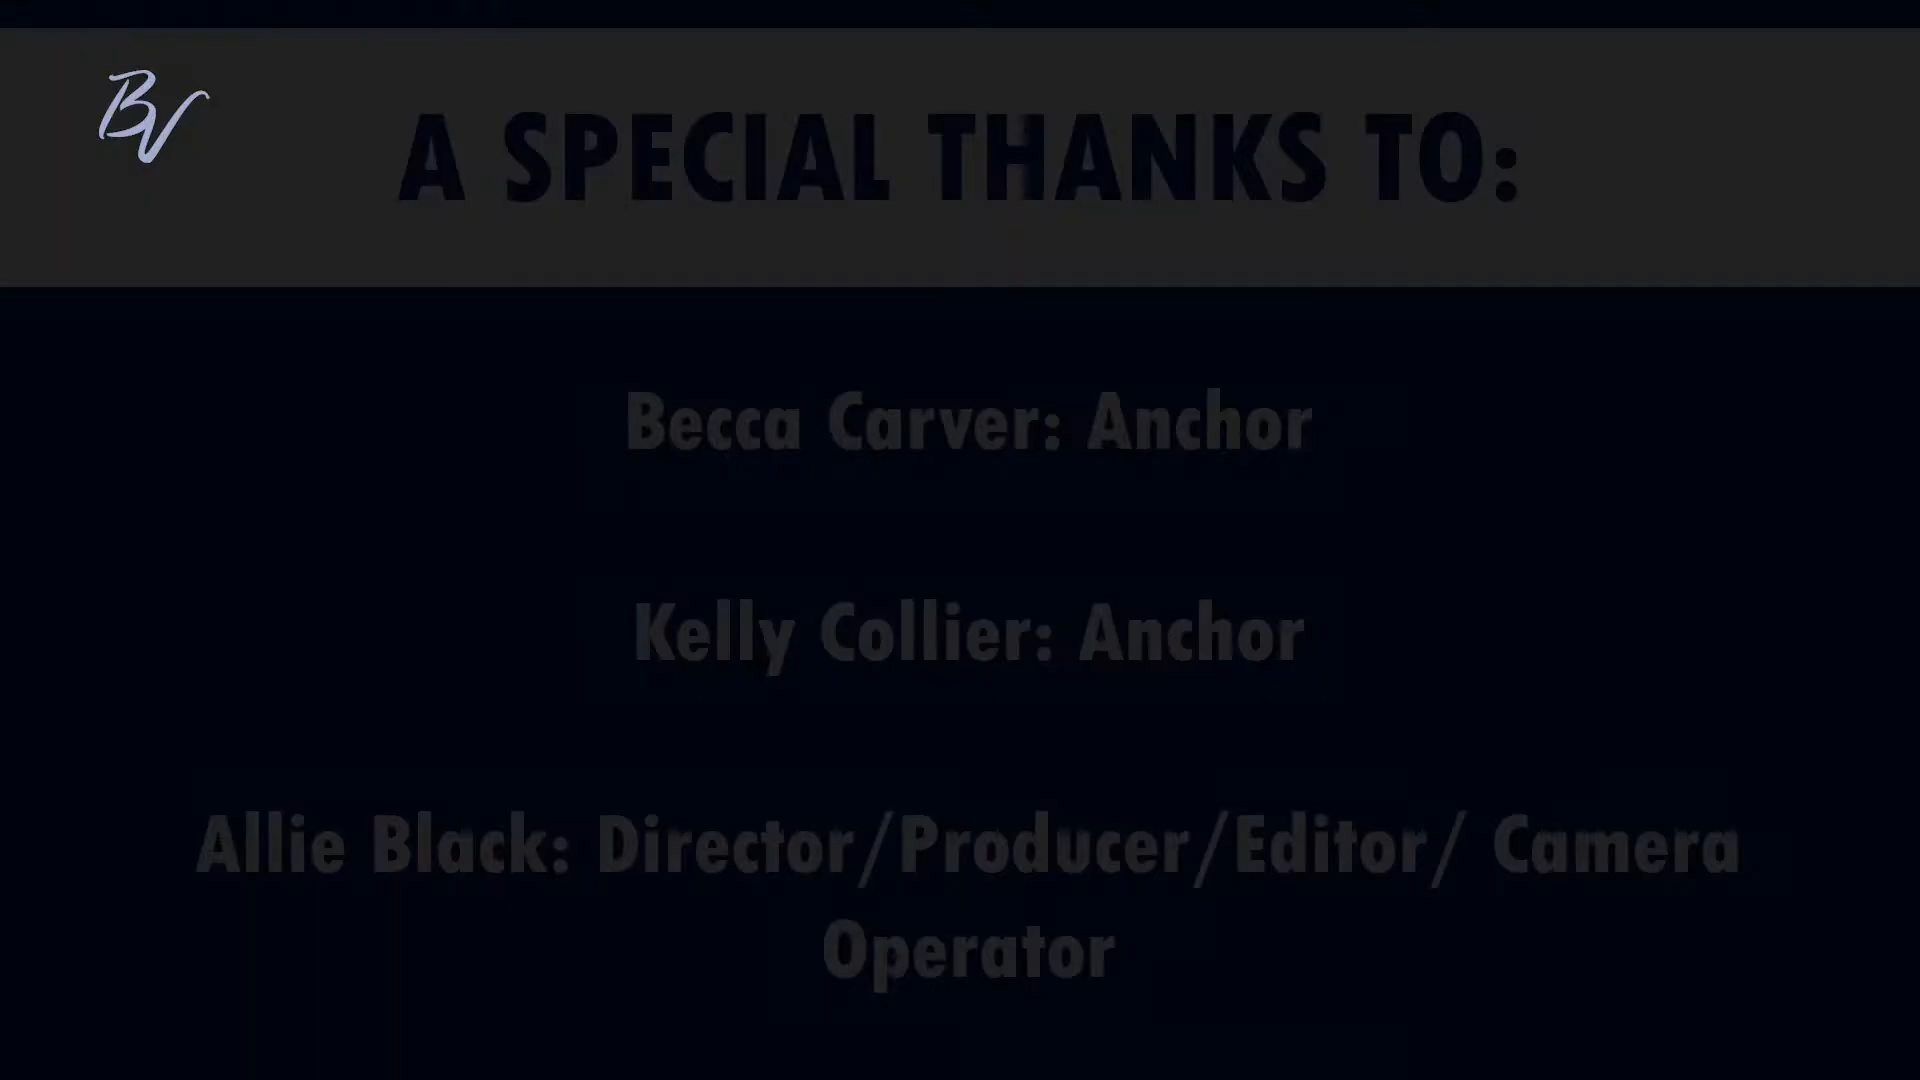 BV
A SPECIAL THANKS TO:
Becca Carver: Anchor
Kelly Collier: Anchor
Allie Black: Director/Producer/Editor/ Camera
Operator